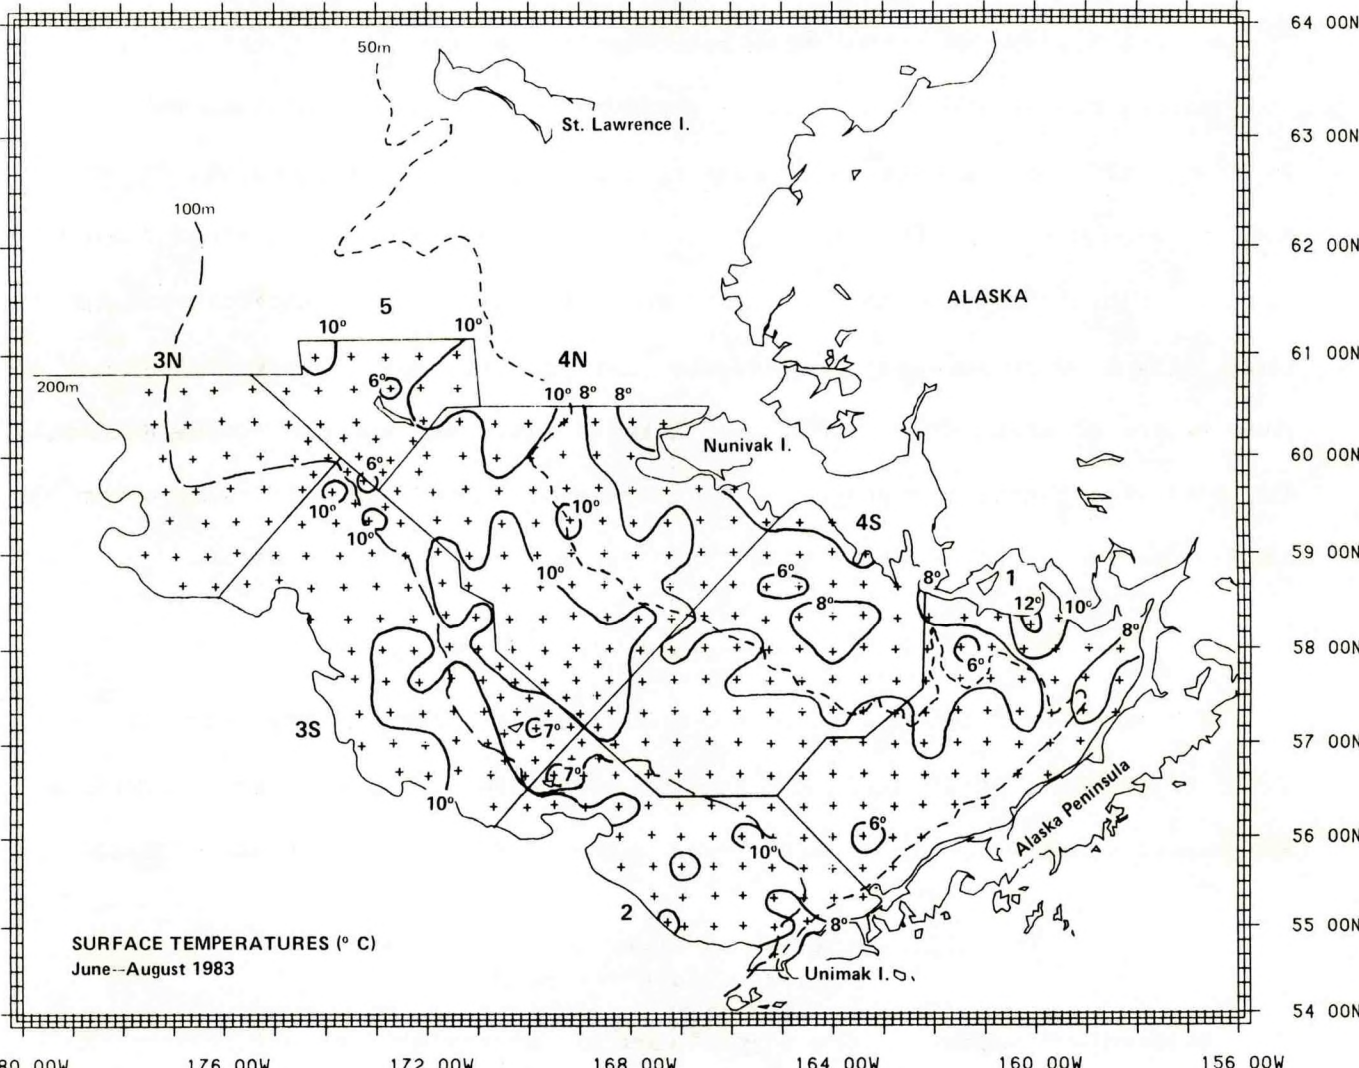 64 00N
50m
St. Lawrence I.
63 00N
100m
62 00N
ALASKA
5
10°
10°
3N
4N
61 00N
200m
6°
10° 8° 8°
Nunivak I.
60 00N
6°
10°
10°
10°
4S
59 00N
10°
6°
8°
1
8°
12°
10°
8°
58 00N
6°
3S
7°
57 00N
7°
10°
Alaska Peninsula
6°
56 00N
10°
2
8°
55 00N
SURFACE TEMPERATURES (° C)
June--August 1983
Unimak I.
54 00N
80 00W 176 00W 172 00W 168 00W 164 00W 160 00W 156 00W